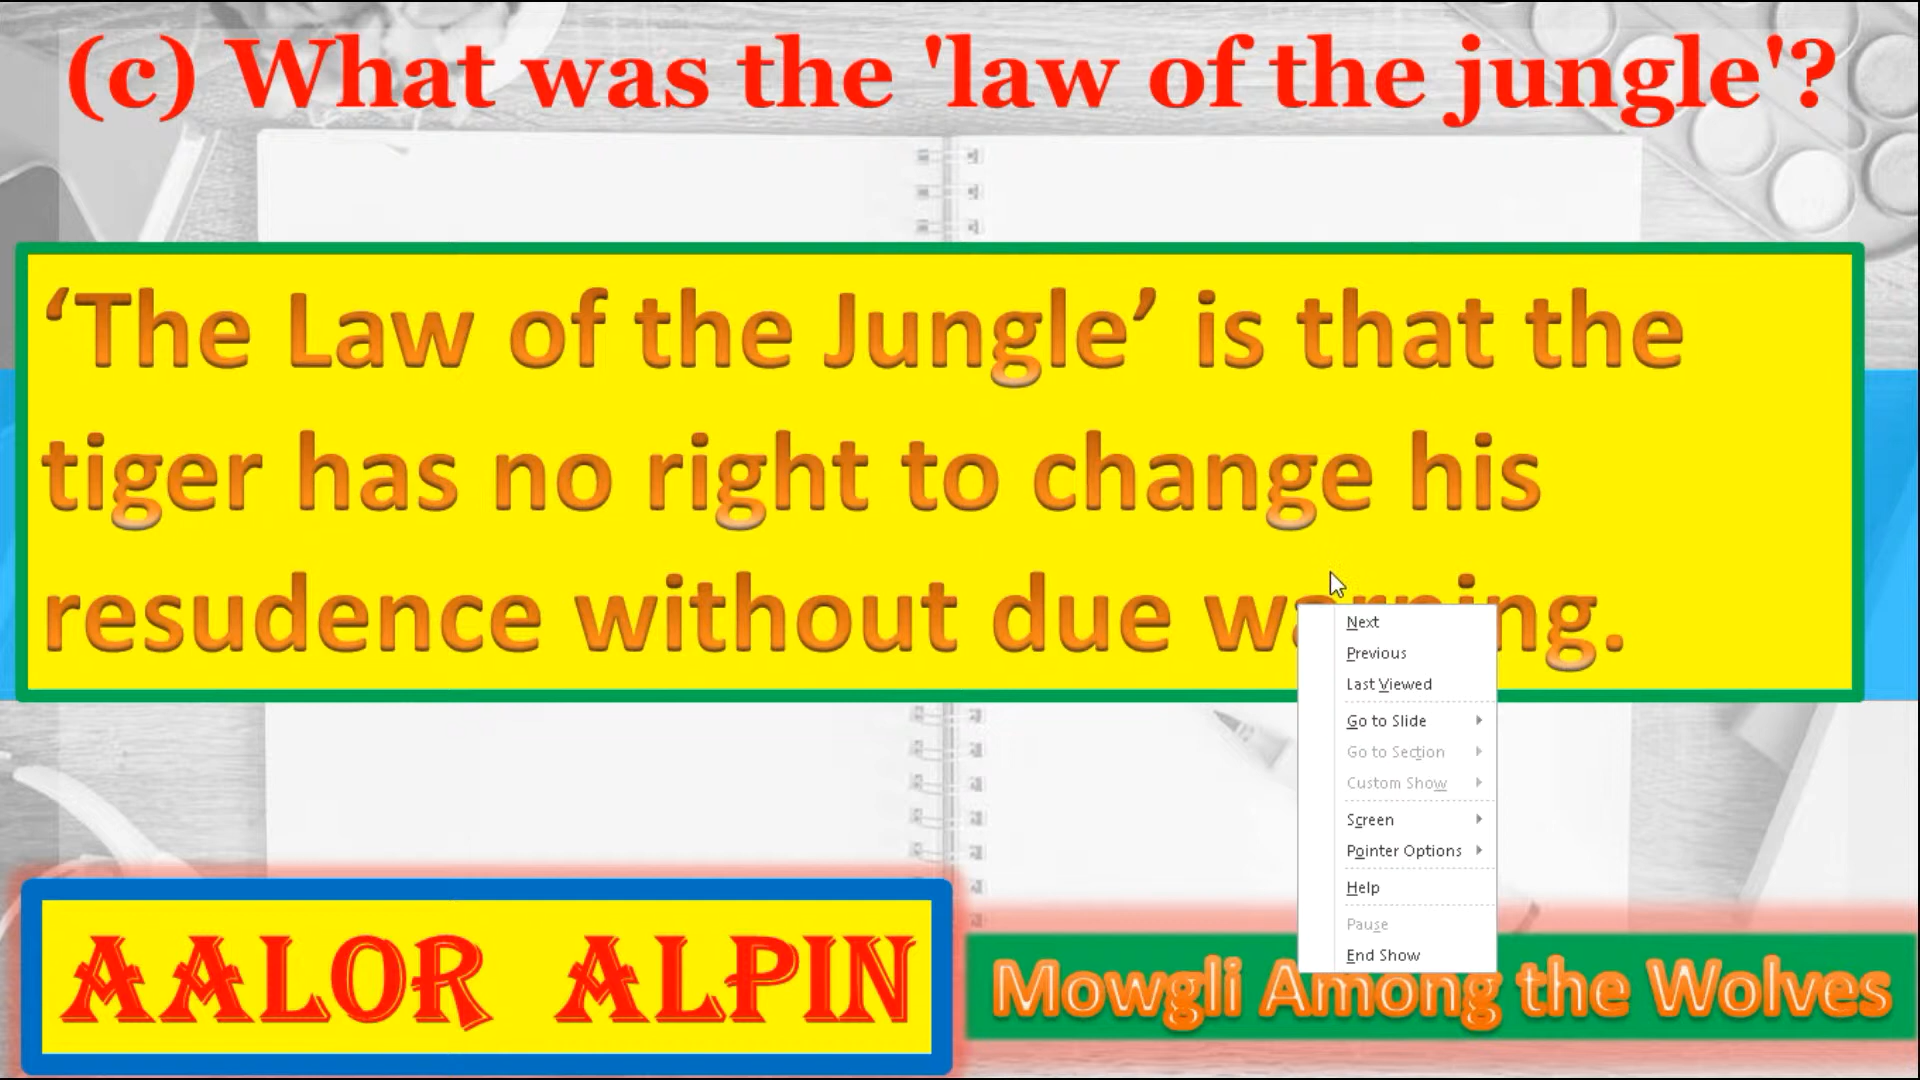 (c) What was the 'law of the jungle'?
‘The Law of the Jungle’ is that the
tiger has no right to change his
resudence without due warning.
Next
Previous
Last Viewed
Go to Slide
Go to Section
Custom Show
Screen
Pointer Options
Help
Pause
End Show
AALOR ALPIN
Mowgli Among the Wolves